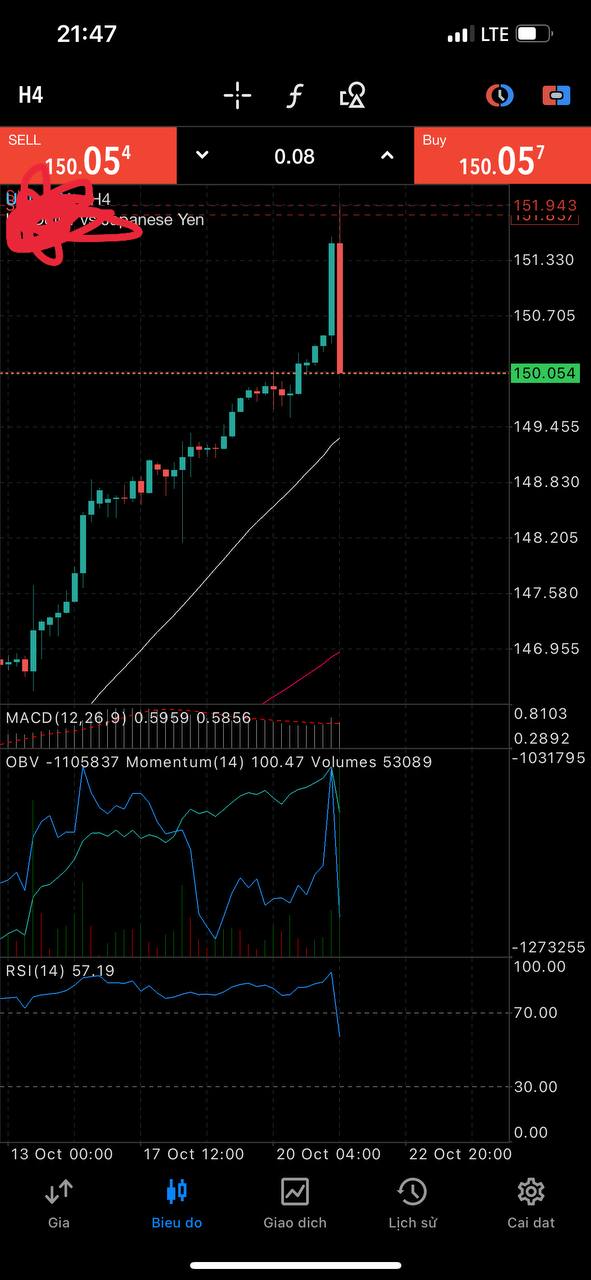 21:47
LTE
H4
SELL
150.05⁴
0.08
Buy
150.05⁷
H4
vs Japanese Yen
151.943
151.837
151.330
150.705
150.054
149.455
148.830
148.205
147.580
146.955
MACD(12,26,9) 0.5959 0.5856
0.8103
0.2892
OBV -1105837 Momentum(14) 100.47 Volumes 53089
-1031795
-1273255
RSI(14) 57.19
100.00
70.00
30.00
0.00
13 Oct 00:00 17 Oct 12:00 20 Oct 04:00 22 Oct 20:00
Gia Bieu do Giao dich Lịch sử Cai dat